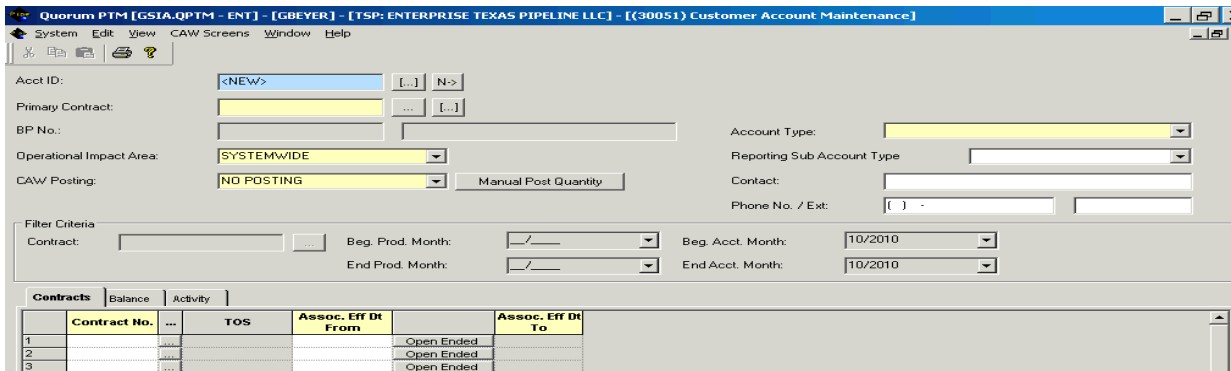 Quorum PTM [GSIA.QPTM - ENT] - [GBEYER] - [TSP: ENTERPRISE TEXAS PIPELINE LLC] - [(30051) Customer Account Maintenance]
System Edit View CAW Screens Window Help
Acct ID: <NEW> [...] N->
Primary Contract: ... [...]
BP No.:
Account Type:
Operational Impact Area: SYSTEMWIDE
Reporting Sub Account Type
CAW Posting: NO POSTING Manual Post Quantity
Contact:
Phone No. / Ext: ( ) -
Filter Criteria
Contract: ... Beg. Prod. Month: __/____ Beg. Acct. Month: 10/2010
End Prod. Month: __/____ End Acct. Month: 10/2010
Contracts Balance Activity
Contract No. ... TOS Assoc. Eff Dt From Assoc. Eff Dt To
1 ... Open Ended
2 ... Open Ended
3 ... Open Ended